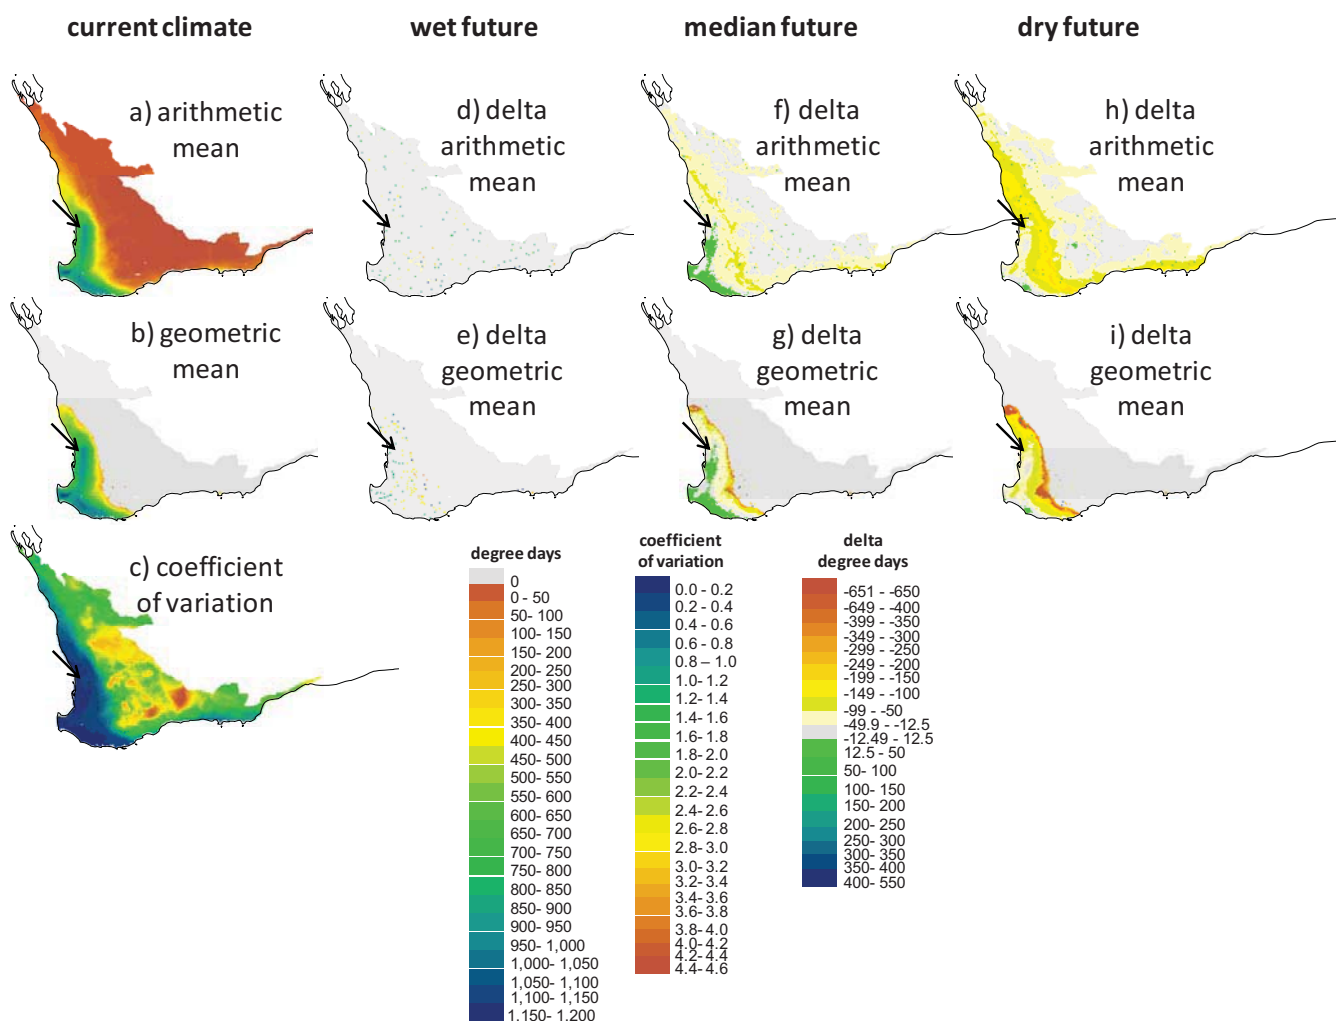 current climate
wet future
median future
dry future
a) arithmetic
mean
d) delta
arithmetic
mean
f) delta
arithmetic
mean
h) delta
arithmetic
mean
b) geometric
mean
e) delta
geometric
mean
g) delta
geometric
mean
i) delta
geometric
mean
c) coefficient
of variation
degree days
0
0 - 50
50- 100
100- 150
150- 200
200- 250
250- 300
300- 350
350- 400
400- 450
450- 500
500- 550
550- 600
600- 650
650- 700
700- 750
750- 800
800- 850
850- 900
900- 950
950- 1,000
1,000- 1,050
1,050- 1,100
1,100- 1,150
1,150- 1,200
coefficient
of variation
0.0 - 0.2
0.2 - 0.4
0.4 - 0.6
0.6 - 0.8
0.8 – 1.0
1.0 - 1.2
1.2 - 1.4
1.4 - 1.6
1.6 - 1.8
1.8 - 2.0
2.0 - 2.2
2.2 - 2.4
2.4 - 2.6
2.6 - 2.8
2.8 - 3.0
3.0 - 3.2
3.2 - 3.4
3.4 - 3.6
3.6 - 3.8
3.8 - 4.0
4.0 - 4.2
4.2 - 4.4
4.4 - 4.6
delta
degree days
-651 - -650
-649 - -400
-399 - -350
-349 - -300
-299 - -250
-249 - -200
-199 - -150
-149 - -100
-99 - -50
-49.9 - -12.5
-12.49 - 12.5
12.5 - 50
50- 100
100- 150
150- 200
200- 250
250- 300
300- 350
350- 400
400- 550